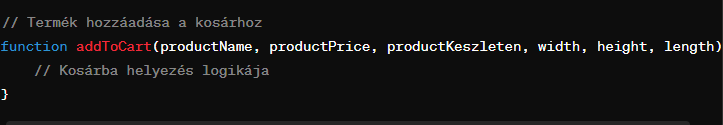 // Termék hozzáadása a kosárhoz
function addToCart(productName, productPrice, productKeszleten, width, height, length)
// Kosárba helyezés logikája
}